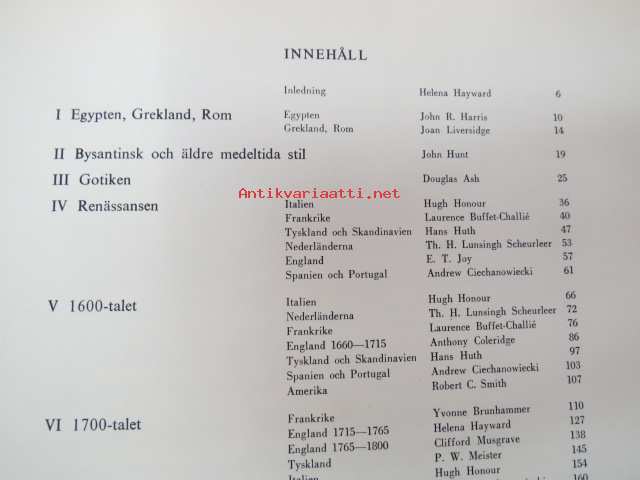 INNEHÅLL
Inledning Helena Hayward 6
I Egypten, Grekland, Rom Egypten John R. Harris 10
Grekland, Rom Joan Liversidge 14
II Bysantinsk och äldre medeltida stil John Hunt 19
III Gotiken Douglas Ash 25
Antikvariaatti.net
IV Renässansen Italien Hugh Honour 36
Frankrike Laurence Buffet-Challié 40
Tyskland och Skandinavien Hans Huth 47
Nederländerna Th. H. Lunsingh Scheurleer 53
England E. T. Joy 57
Spanien och Portugal Andrew Ciechanowiecki 61
V 1600-talet Italien Hugh Honour 66
Nederländerna Th. H. Lunsingh Scheurleer 72
Frankrike Laurence Buffet-Challié 76
England 1660—1715 Anthony Coleridge 86
Tyskland och Skandinavien Hans Huth 97
Spanien och Portugal Andrew Ciechanowiecki 103
Amerika Robert C. Smith 107
VI 1700-talet Frankrike Yvonne Brunhammer 110
England 1715—1765 Helena Hayward 127
England 1765—1800 Clifford Musgrave 138
Tyskland P. W. Meister 145
Italien Hugh Honour 154
160